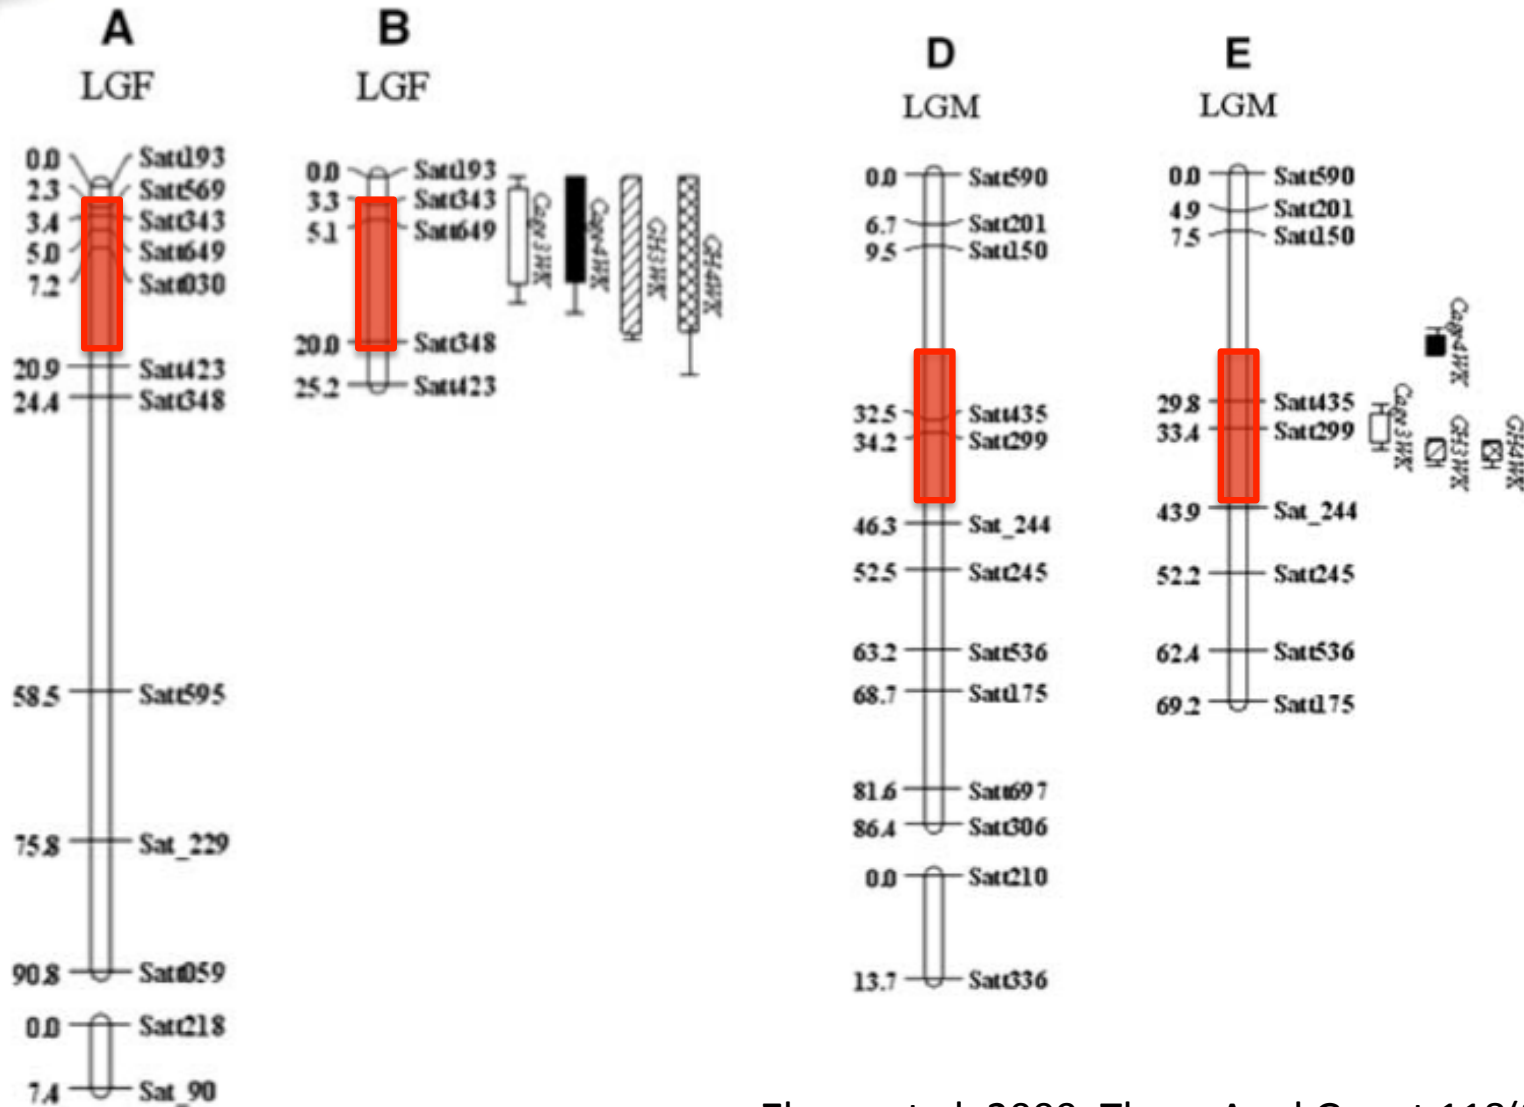 A
LGF
0.0 Satt193
2.3 Satt569
3.4 Satt343
5.0 Satt649
7.2 Satt030
20.9 Satt423
24.4 Satt348
58.5 Satt595
75.8 Sat_229
90.8 Satt059
0.0 Satt218
7.4 Sat_90
B
LGF
0.0 Satt193
3.3 Satt343
5.1 Satt649
20.0 Satt348
25.2 Satt423
Cage3WK
Cage4WK
GH3WK
GH4WK
D
LGM
0.0 Satt590
6.7 Satt201
9.5 Satt150
32.5 Satt435
34.2 Satt299
46.3 Sat_244
52.5 Satt245
63.2 Satt536
68.7 Satt175
81.6 Satt697
86.4 Satt306
0.0 Satt210
13.7 Satt336
E
LGM
0.0 Satt590
4.9 Satt201
7.5 Satt150
29.8 Satt435
33.4 Satt299
43.9 Sat_244
52.2 Satt245
62.4 Satt536
69.2 Satt175
Cage4WK
Cage3WK
GH3WK
GH4WK